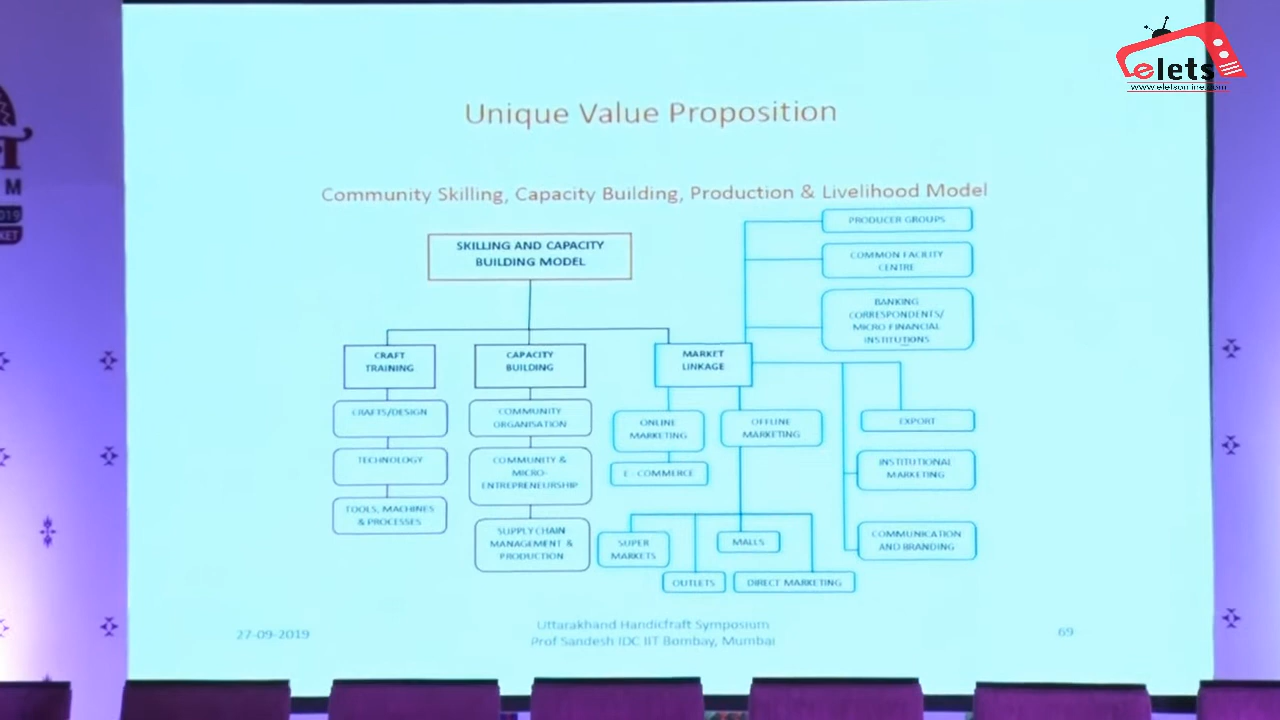 elets
www.eletsonline.com
M
2019
KET
Unique Value Proposition
Community Skilling, Capacity Building, Production & Livelihood Model
SKILLING AND CAPACITY
BUILDING MODEL
CRAFT
TRAINING
CRAFTS/DESIGN
TECHNOLOGY
TOOLS, MACHINES
& PROCESSES
CAPACITY
BUILDING
COMMUNITY
ORGANISATION
COMMUNITY &
MICRO-
ENTREPRENEURSHIP
SUPPLY CHAIN
MANAGEMENT &
PRODUCTION
MARKET
LINKAGE
PRODUCER GROUPS
COMMON FACILITY
CENTRE
BANKING
CORRESPONDENTS/
MICRO FINANCIAL
INSTITUTIONS
ONLINE
MARKETING
E - COMMERCE
OFFLINE
MARKETING
SUPER
MARKETS
OUTLETS
MALLS
DIRECT MARKETING
EXPORT
INSTITUTIONAL
MARKETING
COMMUNICATION
AND BRANDING
27-09-2019
Uttarakhand Handicfraft Symposium
Prof Sandesh IDC IIT Bombay, Mumbai
69